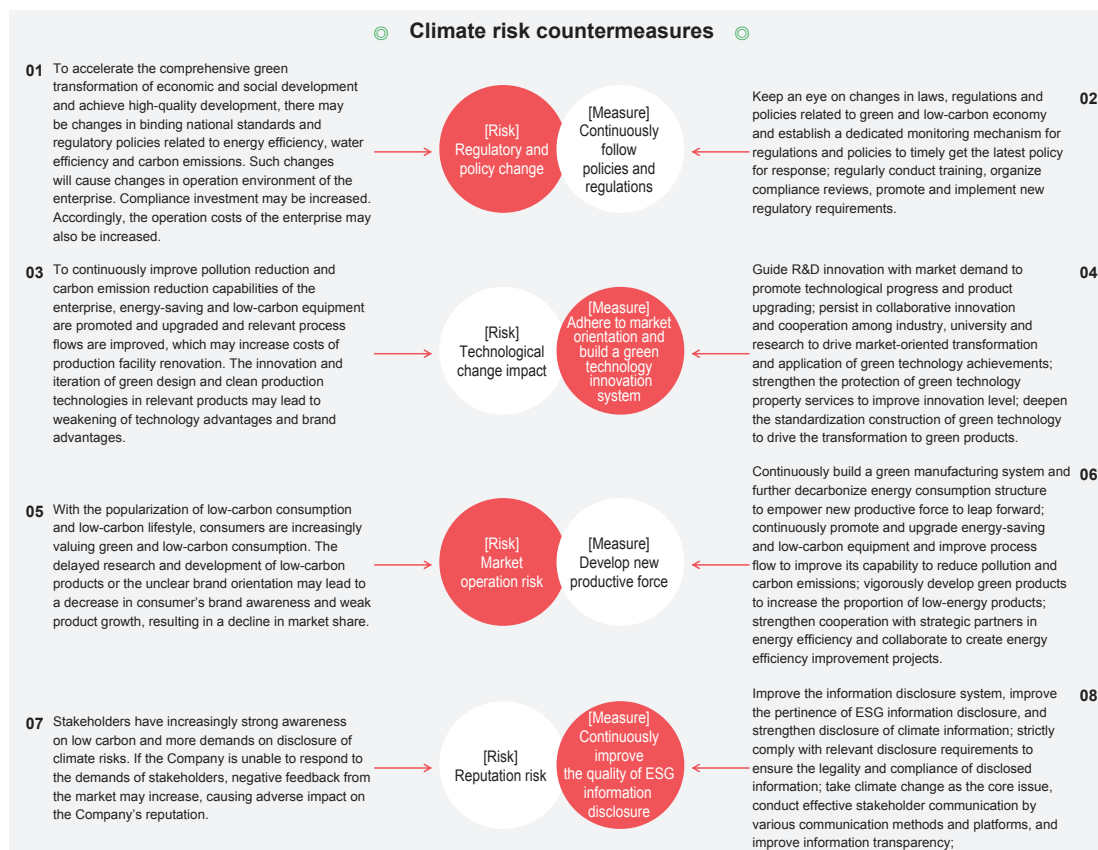 Climate risk countermeasures
01
To accelerate the comprehensive green
transformation of economic and social development
and achieve high-quality development, there may
be changes in binding national standards and
regulatory policies related to energy efficiency, water
efficiency and carbon emissions. Such changes
will cause changes in operation environment of the
enterprise. Compliance investment may be increased.
Accordingly, the operation costs of the enterprise may
also be increased.
[Risk]
Regulatory and
policy change
[Measure]
Continuously
follow
policies and
regulations
02
Keep an eye on changes in laws, regulations and
policies related to green and low-carbon economy
and establish a dedicated monitoring mechanism for
regulations and policies to timely get the latest policy
for response; regularly conduct training, organize
compliance reviews, promote and implement new
regulatory requirements.
03
To continuously improve pollution reduction and
carbon emission reduction capabilities of the
enterprise, energy-saving and low-carbon equipment
are promoted and upgraded and relevant process
flows are improved, which may increase costs of
production facility renovation. The innovation and
iteration of green design and clean production
technologies in relevant products may lead to
weakening of technology advantages and brand
advantages.
[Risk]
Technological
change impact
[Measure]
Adhere to market
orientation and
build a green
technology
innovation
system
04
Guide R&D innovation with market demand to
promote technological progress and product
upgrading; persist in collaborative innovation
and cooperation among industry, university and
research to drive market-oriented transformation
and application of green technology achievements;
strengthen the protection of green technology
property services to improve innovation level; deepen
the standardization construction of green technology
to drive the transformation to green products.
05
With the popularization of low-carbon consumption
and low-carbon lifestyle, consumers are increasingly
valuing green and low-carbon consumption. The
delayed research and development of low-carbon
products or the unclear brand orientation may lead to
a decrease in consumer's brand awareness and weak
product growth, resulting in a decline in market share.
[Risk]
Market
operation risk
[Measure]
Develop new
productive force
06
Continuously build a green manufacturing system and
further decarbonize energy consumption structure
to empower new productive force to leap forward;
continuously promote and upgrade energy-saving
and low-carbon equipment and improve process
flow to improve its capability to reduce pollution and
carbon emissions; vigorously develop green products
to increase the proportion of low-energy products;
strengthen cooperation with strategic partners in
energy efficiency and collaborate to create energy
efficiency improvement projects.
07
Stakeholders have increasingly strong awareness
on low carbon and more demands on disclosure of
climate risks. If the Company is unable to respond to
the demands of stakeholders, negative feedback from
the market may increase, causing adverse impact on
the Company's reputation.
[Risk]
Reputation risk
[Measure]
Continuously
improve
the quality of ESG
information
disclosure
08
Improve the information disclosure system, improve
the pertinence of ESG information disclosure, and
strengthen disclosure of climate information; strictly
comply with relevant disclosure requirements to
ensure the legality and compliance of disclosed
information; take climate change as the core issue,
conduct effective stakeholder communication by
various communication methods and platforms, and
improve information transparency;